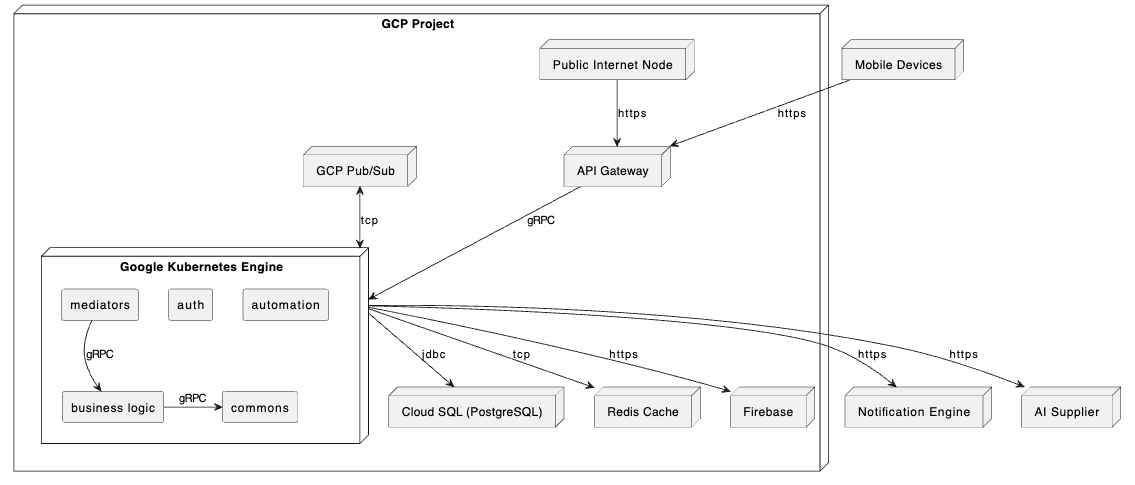 GCP Project
Public Internet Node
Mobile Devices
https
https
GCP Pub/Sub
API Gateway
tcp
gRPC
Google Kubernetes Engine
mediators
auth
automation
gRPC
jdbc
tcp
https
https
https
business logic
gRPC
commons
Cloud SQL (PostgreSQL)
Redis Cache
Firebase
Notification Engine
AI Supplier